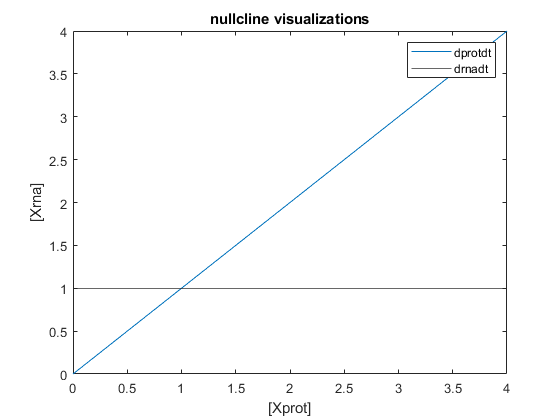 nullcline visualizations
4
dprotdt
drnadt
3.5
3
2.5
[Xrna]
2
1.5
1
0.5
0
0 0.5 1 1.5 2 2.5 3 3.5 4
[Xprot]